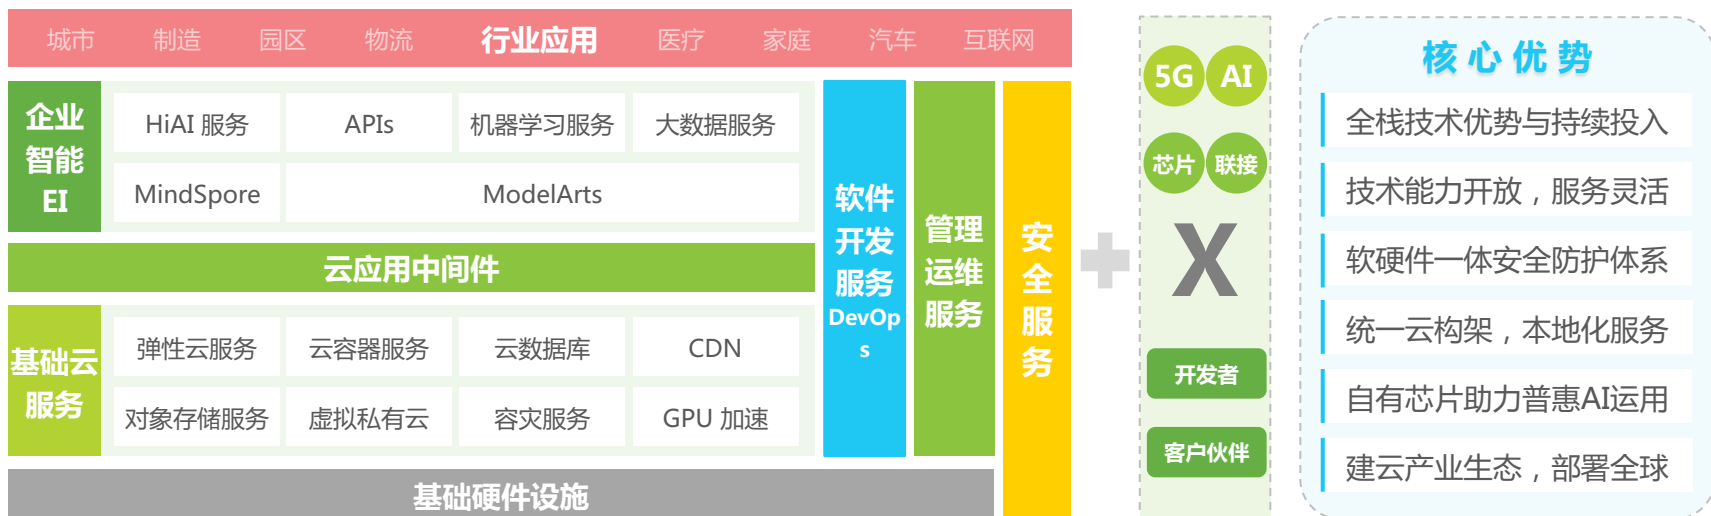 城市 制造 园区 物流 行业应用 医疗 家庭 汽车 互联网
企业
智能
EI
HiAI 服务 APIs 机器学习服务 大数据服务
MindSpore ModelArts
云应用中间件
基础云
服务
弹性云服务 云容器服务 云数据库 CDN
对象存储服务 虚拟私有云 容灾服务 GPU 加速
基础硬件设施
软件
开发
服务
DevOp
s
管理
运维
服务
安
全
服
务
5G AI
芯片 联接
X
开发者
客户伙伴
核心优势
全栈技术优势与持续投入
技术能力开放，服务灵活
软硬件一体安全防护体系
统一云构架，本地化服务
自有芯片助力普惠AI运用
建云产业生态，部署全球